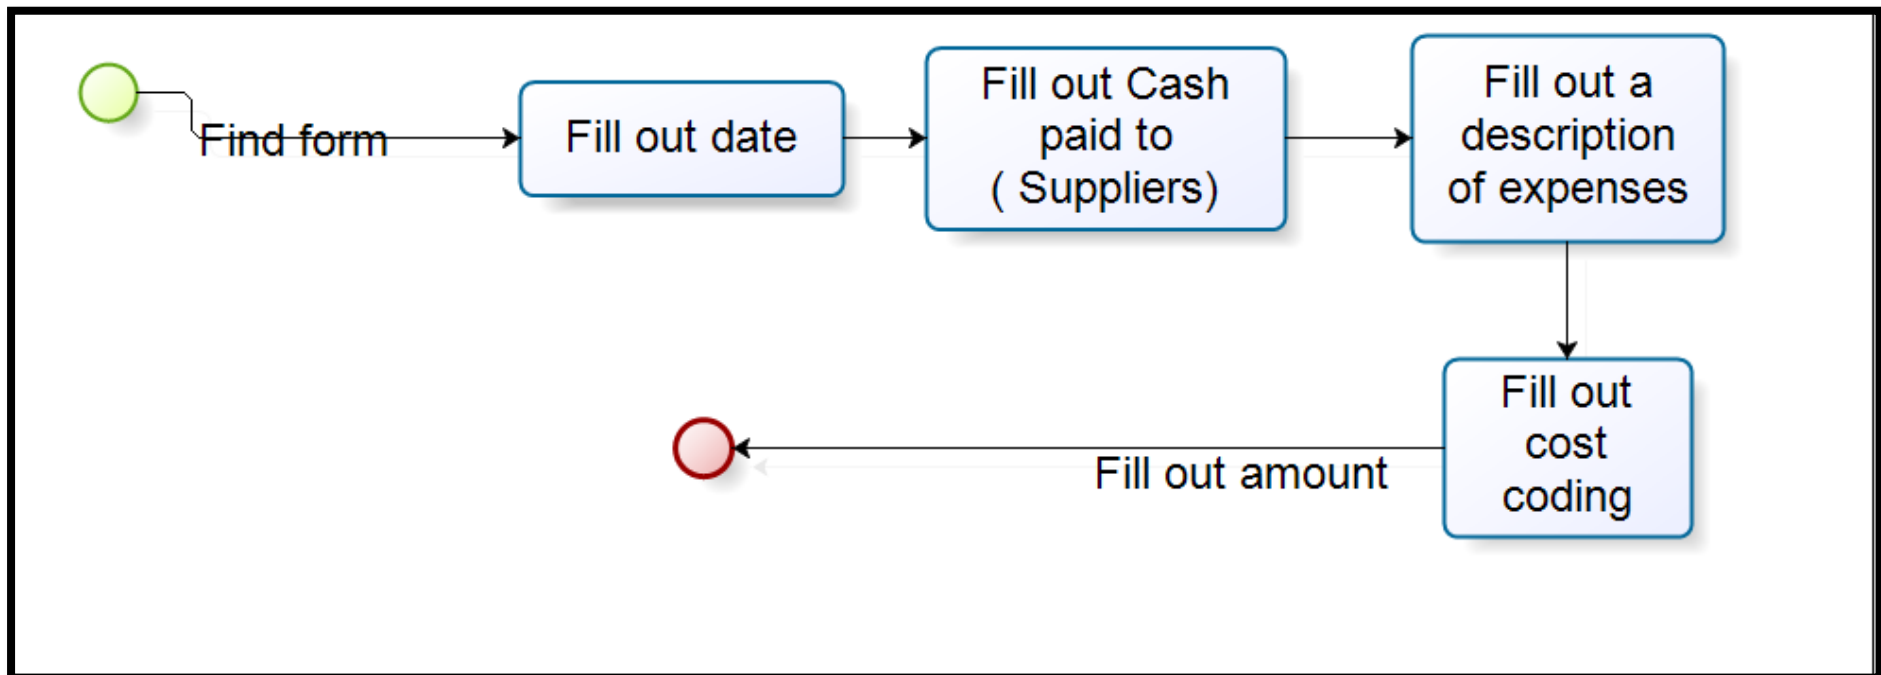 Find form
Fill out date
Fill out Cash
paid to
( Suppliers)
Fill out a
description
of expenses
Fill out
cost
coding
Fill out amount